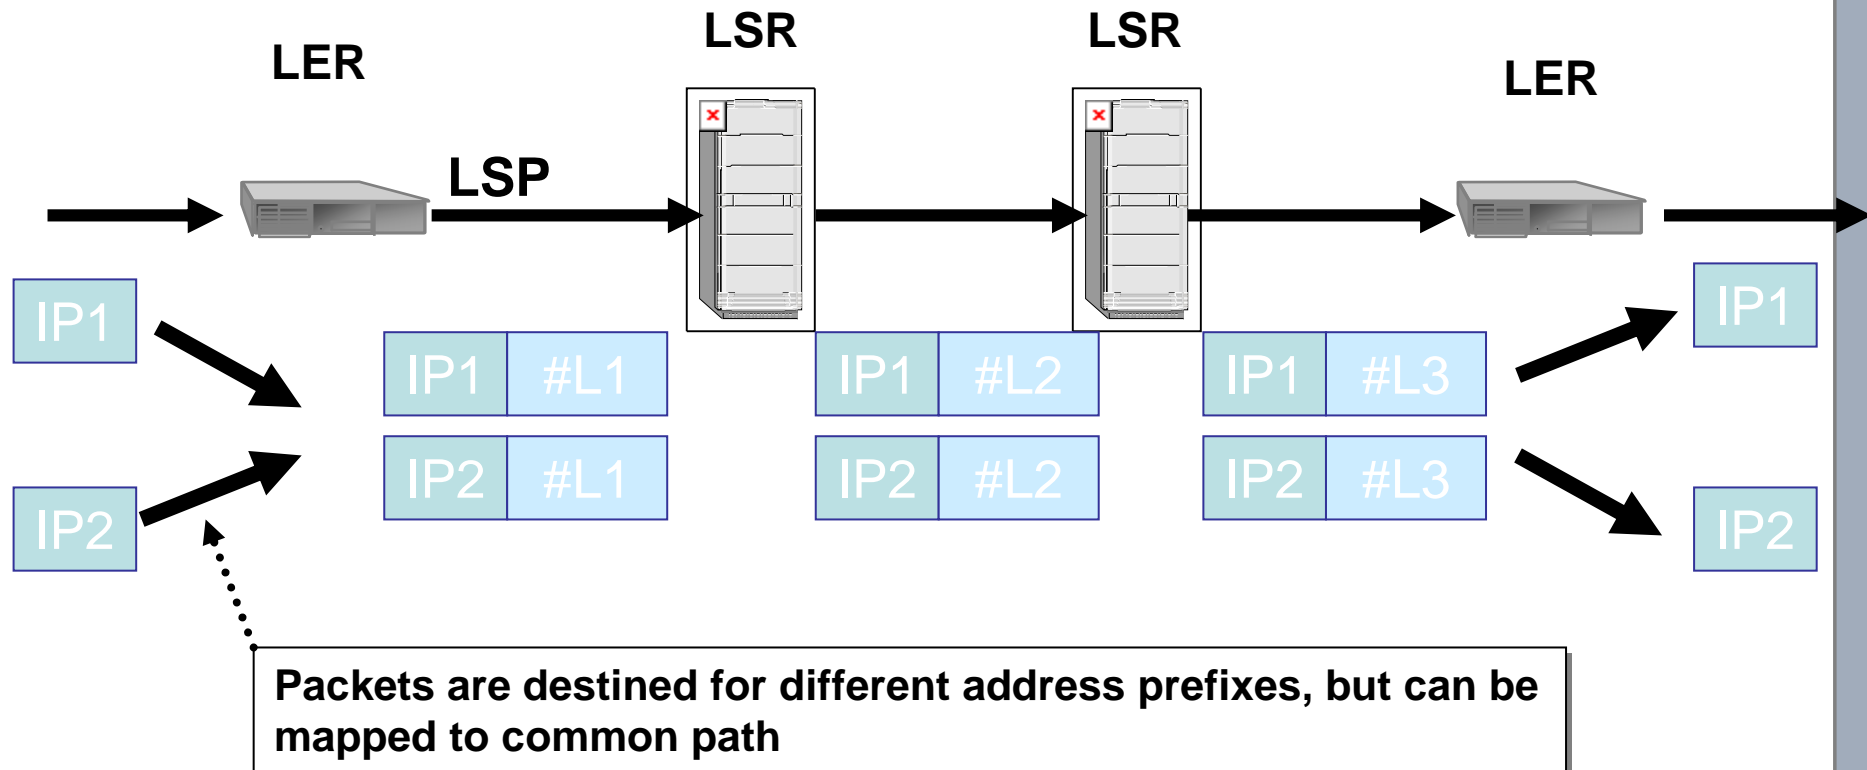 LSR LSR
LER LER
LSP
IP1 IP1
IP1 #L1 IP1 #L2 IP1 #L3
IP2 #L1 IP2 #L2 IP2 #L3
IP2 IP2
Packets are destined for different address prefixes, but can be
mapped to common path